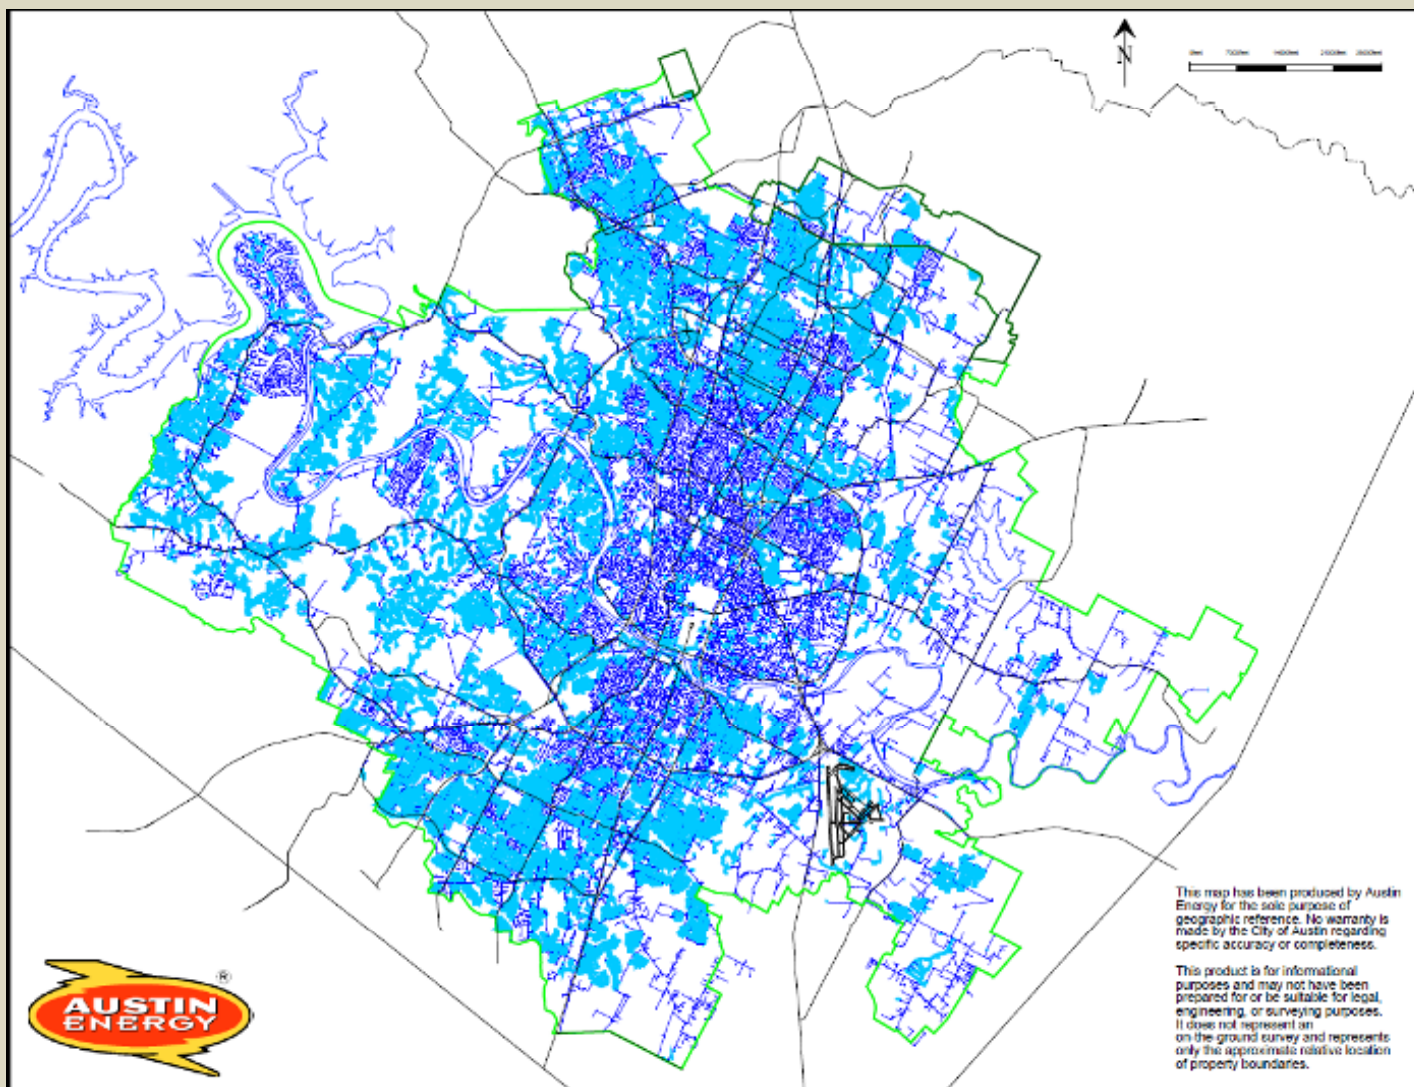 N
This map has been produced by Austin
Energy for the sole purpose of
geographic reference. No warranty is
made by the City of Austin regarding
specific accuracy or completeness.
This product is for informational
purposes and may not have been
prepared for or be suitable for legal,
engineering, or surveying purposes.
It does not represent an
on-the-ground survey and represents
only the approximate relative location
of property boundaries.
®
AUSTIN
ENERGY